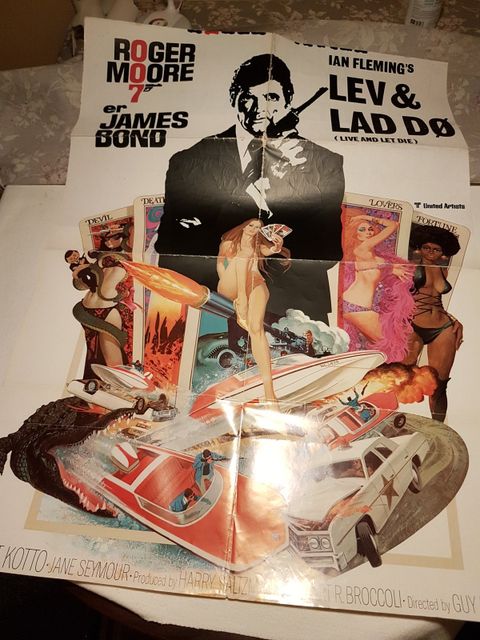 ROGER
MOORE
7
er
JAMES
BOND
IAN FLEMING'S
LEV &
LAD DØ
(LIVE AND LET DIE)
United Artists
DEVIL
DEATH
LOVERS
FORTUNE
KOTTO · JANE SEYMOUR · Produced by HARRY R. BROCCOLI · Directed by GUY